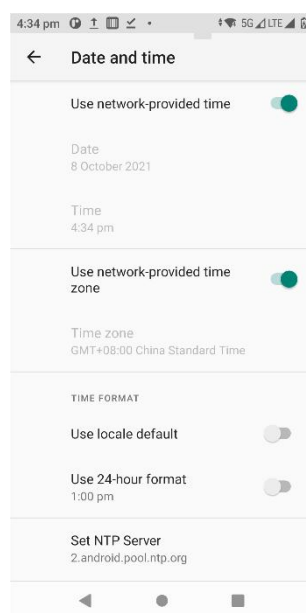 4:34 pm 5G LTE
Date and time
Use network-provided time
Date
8 October 2021
Time
4:34 pm
Use network-provided time
zone
Time zone
GMT+08:00 China Standard Time
TIME FORMAT
Use locale default
Use 24-hour format
1:00 pm
Set NTP Server
2.android.pool.ntp.org